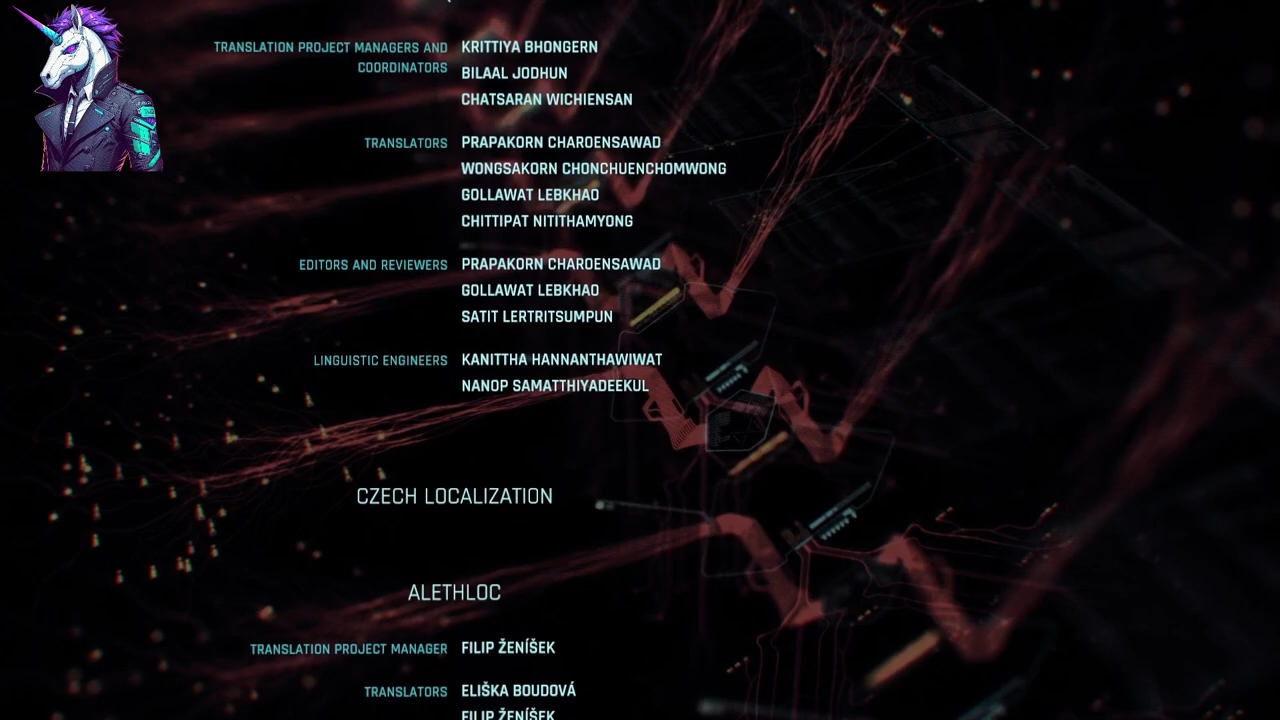 TRANSLATION PROJECT MANAGERS AND COORDINATORS KRITTIYA BHONGERN
BILAAL JODHUN
CHATSARAN WICHIENSAN
TRANSLATORS PRAPAKORN CHAROENSAWAD
WONGSAKORN CHONCHUENCHOMWONG
GOLLAWAT LEBKHAO
CHITTIPAT NITITHAMYONG
EDITORS AND REVIEWERS PRAPAKORN CHAROENSAWAD
GOLLAWAT LEBKHAO
SATIT LERTRITSUMPUN
LINGUISTIC ENGINEERS KANITTHA HANNANTHAWIWAT
NANOP SAMATTHIYADEEKUL
CZECH LOCALIZATION
ALETHLOC
TRANSLATION PROJECT MANAGER FILIP ŽENÍŠEK
TRANSLATORS ELIŠKA BOUDOVÁ
FILIP ŽENÍŠEK